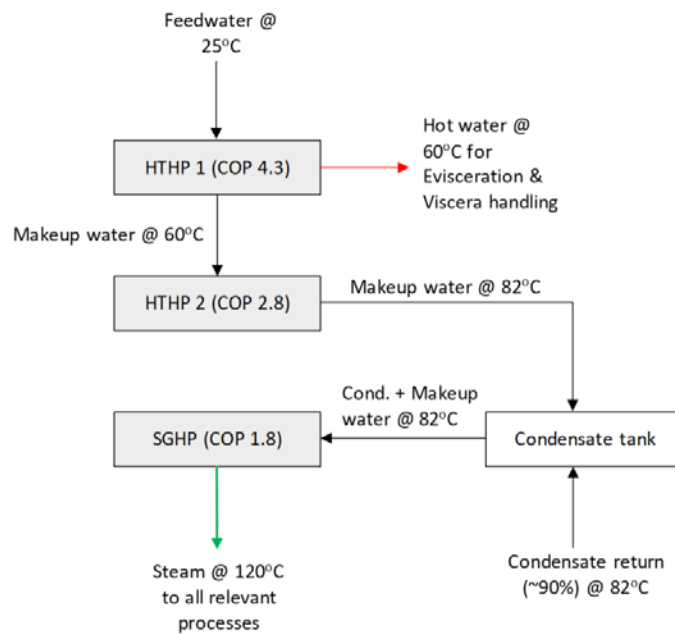 Feedwater @
25°C
HTHP 1 (COP 4.3)
Hot water @
60°C for
Evisceration &
Viscera handling
Makeup water @ 60°C
HTHP 2 (COP 2.8)
Makeup water @ 82°C
Cond. + Makeup
water @ 82°C
SGHP (COP 1.8)
Condensate tank
Steam @ 120°C
to all relevant
processes
Condensate return
(~90%) @ 82°C